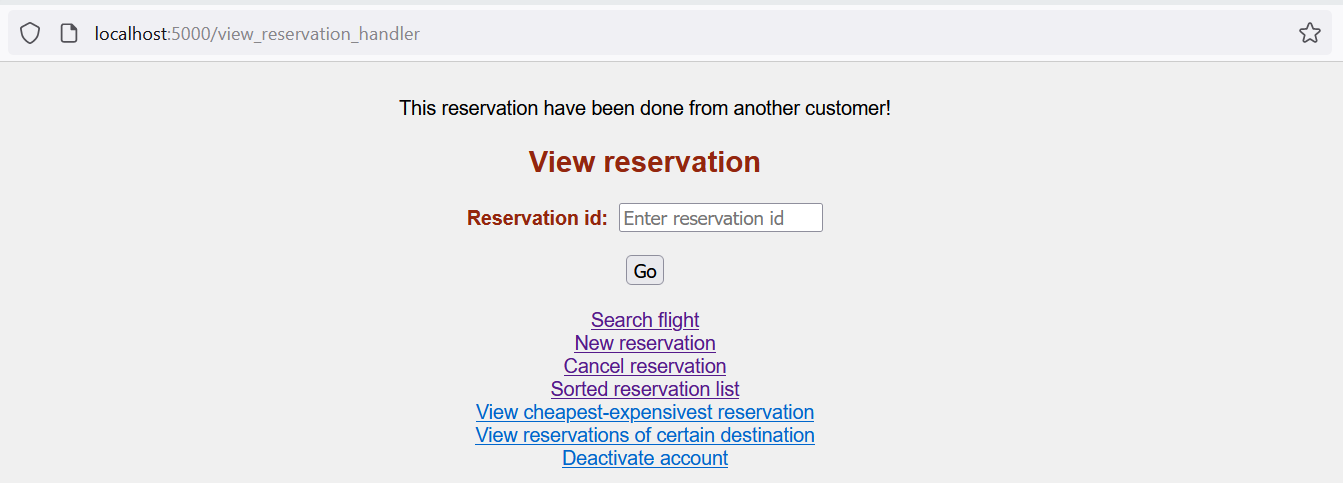 localhost:5000/view_reservation_handler
This reservation have been done from another customer!
View reservation
Reservation id: Enter reservation id
Go
Search flight
New reservation
Cancel reservation
Sorted reservation list
View cheapest-expensivest reservation
View reservations of certain destination
Deactivate account